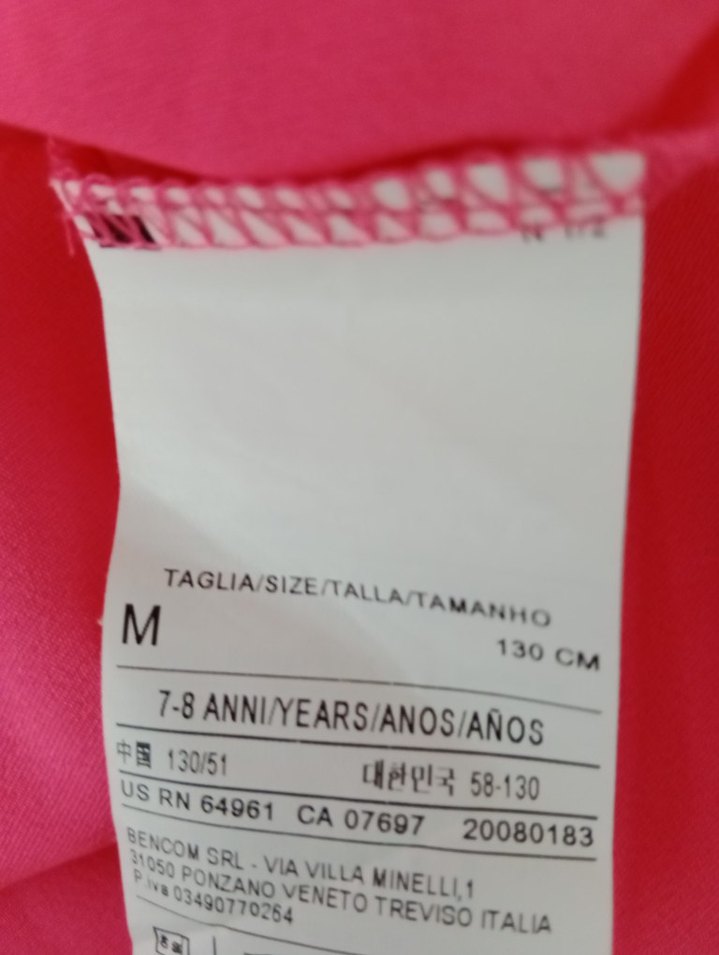 N 1/2
TAGLIA/SIZE/TALLA/TAMANHO
M
130 CM
7-8 ANNI/YEARS/ANOS/AÑOS
中国 130/51 대한민국 58-130
US RN 64961 CA 07697 20080183
BENCOM SRL - VIA VILLA MINELLI,1
31050 PONZANO VENETO TREVISO ITALIA
P.iva 03490770264